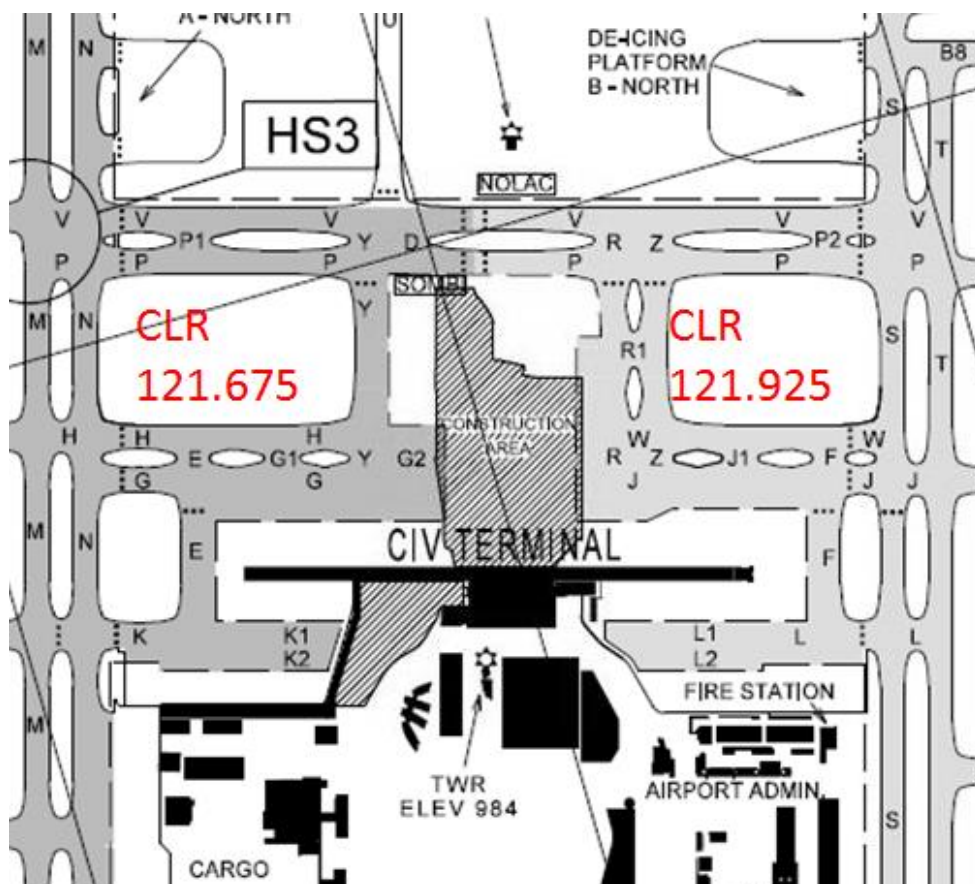 A - NORTH
U
DE-ICING
PLATFORM
B - NORTH
B8
M N
HS3
S
T
NOLAC
V V V V V V
P1 Y D R Z P2
P P P P P P
SOMBI
Y
CLR
121.675
CLR
121.925
M N
R1
S
T
CONSTRUCTION
AREA
H H H W W
E G1 Y G2 R Z J1 F
G G J J J
M N E
CIV TERMINAL
F
K K1
K2
L1 L L
L2
FIRE STATION
M
TWR
ELEV 984
AIRPORT ADMIN.
S
CARGO